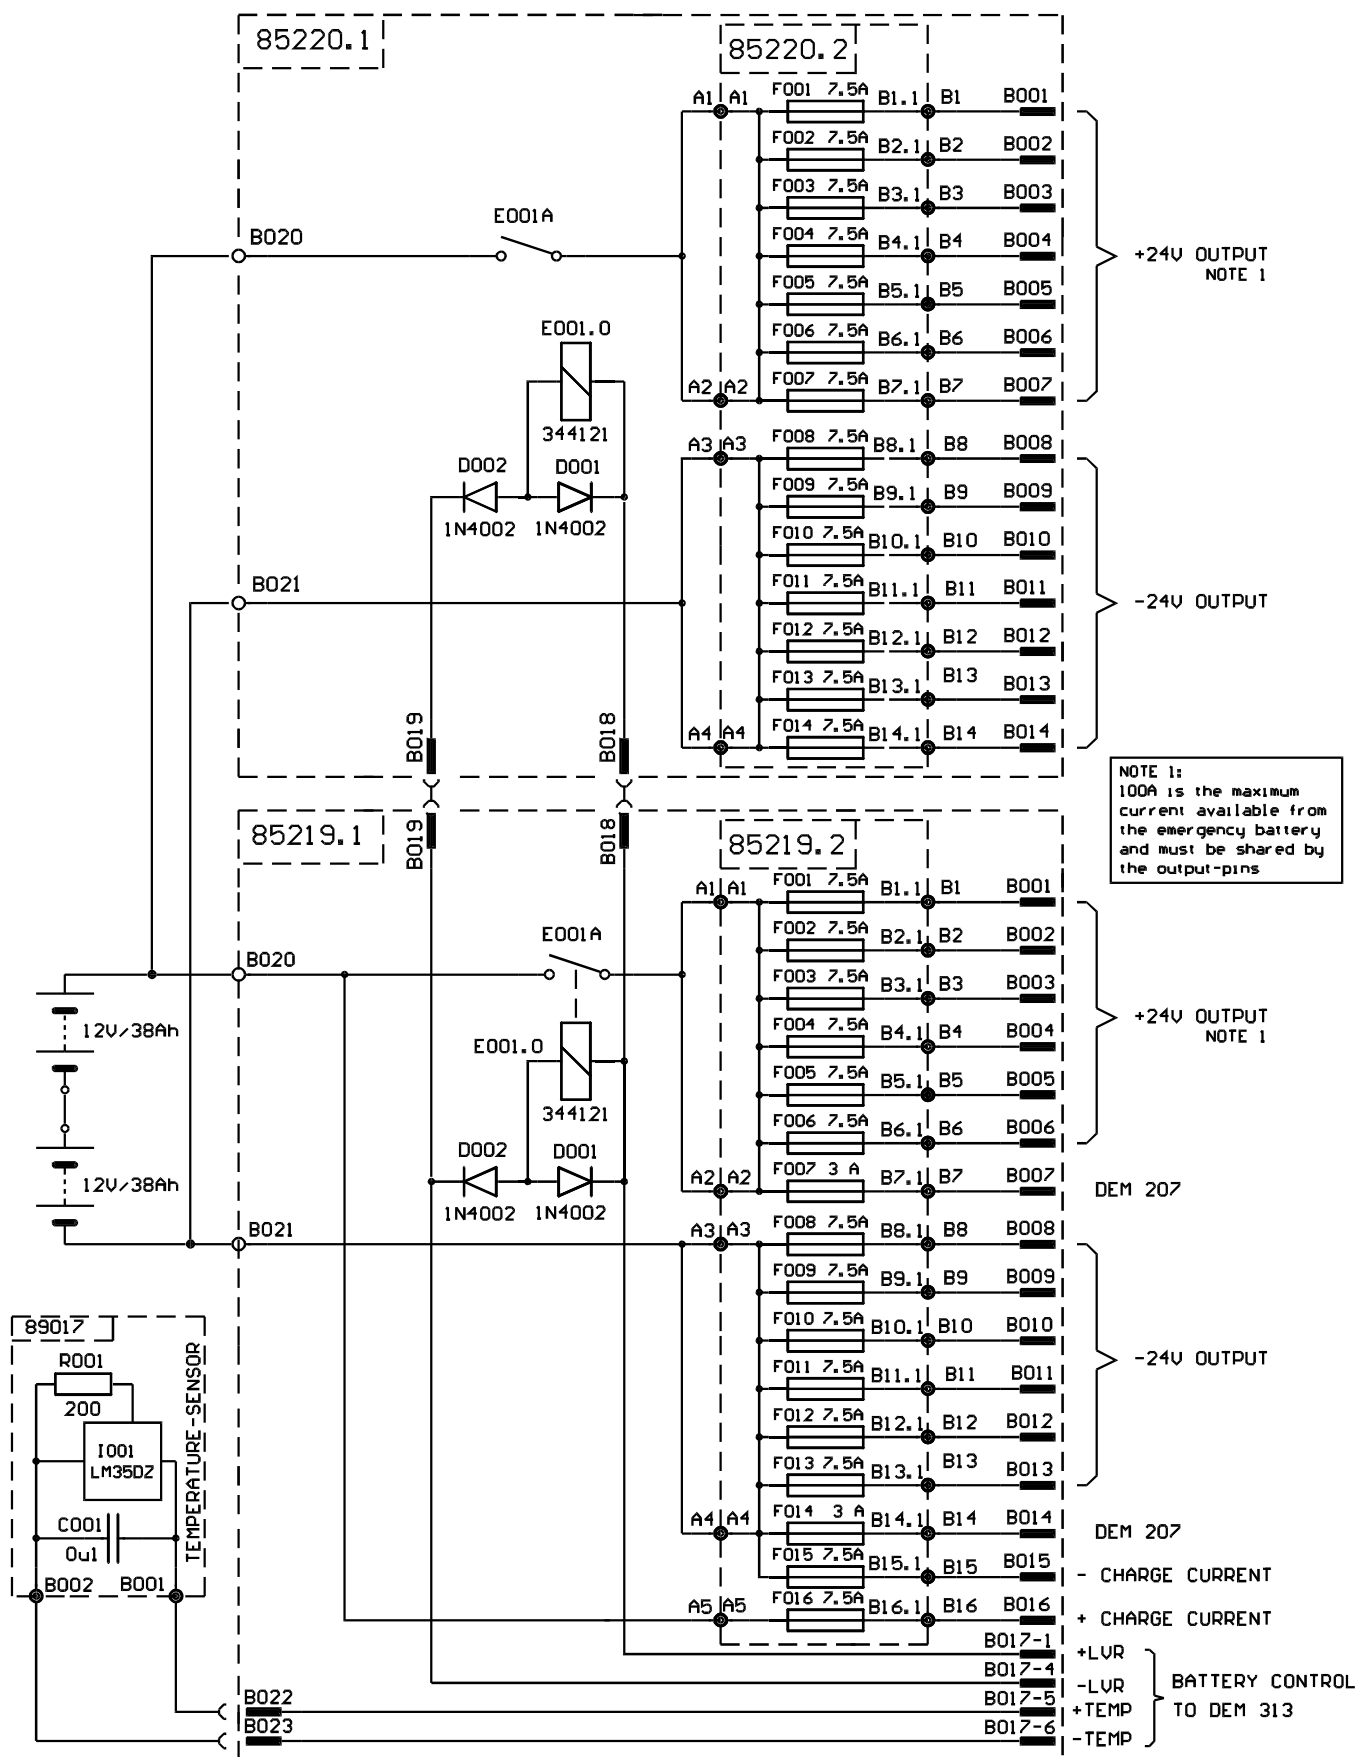 85220.1
85220.2
A1 A1 F001 7.5A B1.1 B1 B001
F002 7.5A B2.1 B2 B002
F003 7.5A B3.1 B3 B003
E001A
B020
F004 7.5A B4.1 B4 B004
+24V OUTPUT
NOTE 1
F005 7.5A B5.1 B5 B005
E001.0
F006 7.5A B6.1 B6 B006
A2 A2 F007 7.5A B7.1 B7 B007
344121
A3 A3 F008 7.5A B8.1 B8 B008
D002 D001
F009 7.5A B9.1 B9 B009
1N4002 1N4002
F010 7.5A B10.1 B10 B010
B021
F011 7.5A B11.1 B11 B011
-24V OUTPUT
F012 7.5A B12.1 B12 B012
F013 7.5A B13.1 B13 B013
A4 A4 F014 7.5A B14.1 B14 B014
B019 B018
NOTE 1:
100A is the maximum
current available from
the emergency battery
and must be shared by
the output-pins
85219.1
B019 B018
85219.2
A1 A1 F001 7.5A B1.1 B1 B001
E001A
F002 7.5A B2.1 B2 B002
B020
F003 7.5A B3.1 B3 B003
+24V OUTPUT
NOTE 1
12V/38Ah
F004 7.5A B4.1 B4 B004
E001.0
F005 7.5A B5.1 B5 B005
344121
F006 7.5A B6.1 B6 B006
D002 D001
A2 A2 F007 3 A B7.1 B7 B007
DEM 207
12V/38Ah
1N4002 1N4002
B021
A3 A3 F008 7.5A B8.1 B8 B008
F009 7.5A B9.1 B9 B009
89017
F010 7.5A B10.1 B10 B010
R001
200
-24V OUTPUT
F011 7.5A B11.1 B11 B011
F012 7.5A B12.1 B12 B012
I001
LM35DZ
TEMPERATURE-SENSOR
F013 7.5A B13.1 B13 B013
C001
0u1
A4 A4 F014 3 A B14.1 B14 B014
DEM 207
B002 B001
F015 7.5A B15.1 B15 B015
- CHARGE CURRENT
A5 A5 F016 7.5A B16.1 B16 B016
+ CHARGE CURRENT
B017-1 +LVR
B017-4 -LVR
BATTERY CONTROL
TO DEM 313
B022 B017-5 +TEMP
B023 B017-6 -TEMP